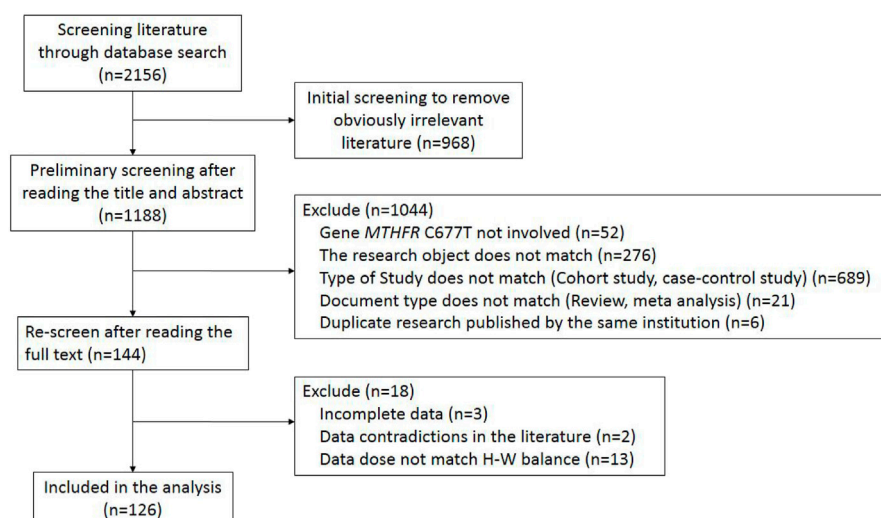 Screening literature
through database search
(n=2156)
Initial screening to remove
obviously irrelevant
literature (n=968)
Preliminary screening after
reading the title and abstract
(n=1188)
Exclude (n=1044)
Gene MTHFR C677T not involved (n=52)
The research object does not match (n=276)
Type of Study does not match (Cohort study, case-control study) (n=689)
Document type does not match (Review, meta analysis) (n=21)
Duplicate research published by the same institution (n=6)
Re-screen after reading the
full text (n=144)
Exclude (n=18)
Incomplete data (n=3)
Data contradictions in the literature (n=2)
Data dose not match H-W balance (n=13)
Included in the analysis
(n=126)